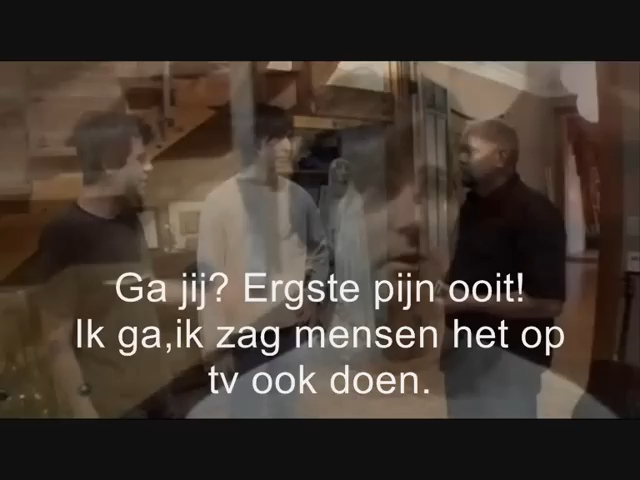 Ga jij? Ergste pijn ooit!
Ik ga,ik zag mensen het op
tv ook doen.